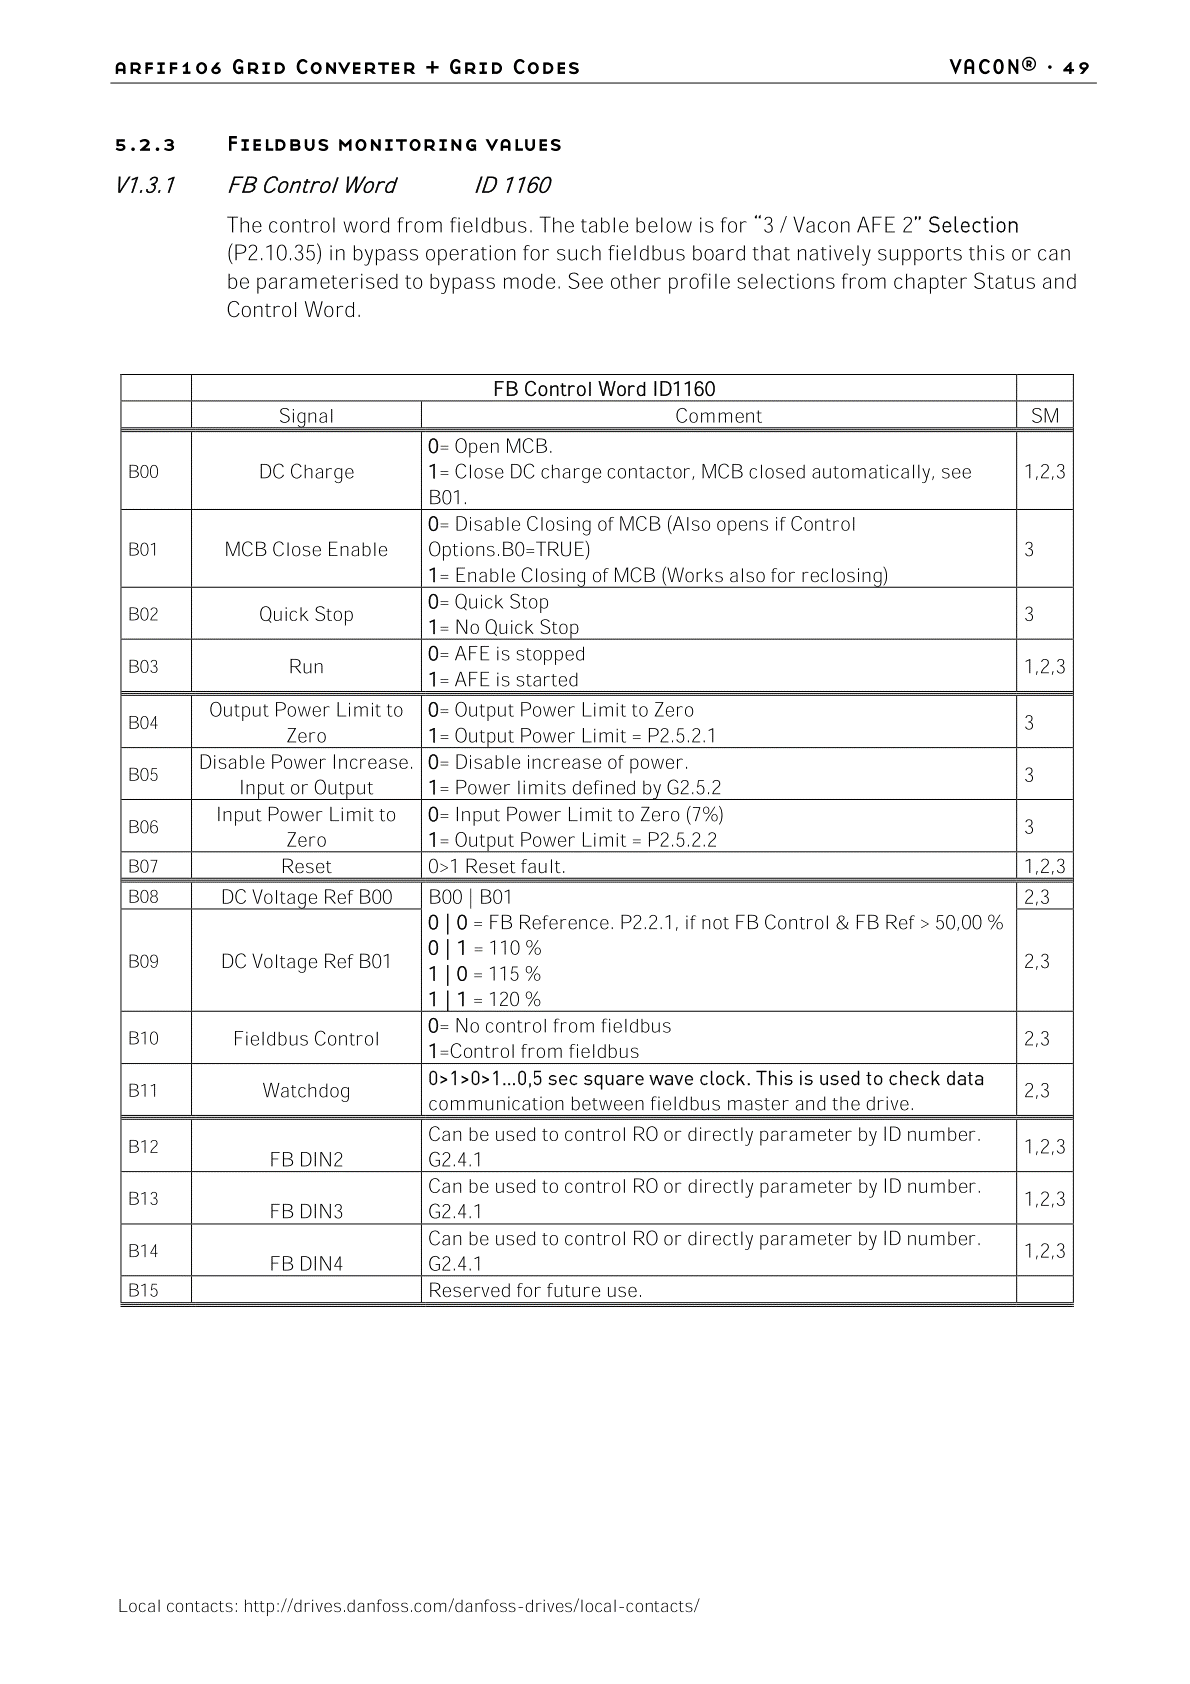 ARFIF106 GRID CONVERTER + GRID CODES VACON® · 49
5.2.3 FIELDBUS MONITORING VALUES
V1.3.1 FB Control Word ID 1160
The control word from fieldbus. The table below is for “3 / Vacon AFE 2” Selection
(P2.10.35) in bypass operation for such fieldbus board that natively supports this or can
be parameterised to bypass mode. See other profile selections from chapter Status and
Control Word.
FB Control Word ID1160
Signal Comment SM
B00 DC Charge 0= Open MCB.
1= Close DC charge contactor, MCB closed automatically, see
B01. 1,2,3
B01 MCB Close Enable 0= Disable Closing of MCB (Also opens if Control
Options.B0=TRUE)
1= Enable Closing of MCB (Works also for reclosing) 3
B02 Quick Stop 0= Quick Stop
1= No Quick Stop 3
B03 Run 0= AFE is stopped
1= AFE is started 1,2,3
B04 Output Power Limit to
Zero 0= Output Power Limit to Zero
1= Output Power Limit = P2.5.2.1 3
B05 Disable Power Increase.
Input or Output 0= Disable increase of power.
1= Power limits defined by G2.5.2 3
B06 Input Power Limit to
Zero 0= Input Power Limit to Zero (7%)
1= Output Power Limit = P2.5.2.2 3
B07 Reset 0>1 Reset fault. 1,2,3
B08 DC Voltage Ref B00 B00 | B01 2,3
0 | 0 = FB Reference. P2.2.1, if not FB Control & FB Ref > 50,00 %
0 | 1 = 110 %
B09 DC Voltage Ref B01 2,3
1 | 0 = 115 %
1 | 1 = 120 %
B10 Fieldbus Control 0= No control from fieldbus
1=Control from fieldbus 2,3
B11 Watchdog 0>1>0>1...0,5 sec square wave clock. This is used to check data
communication between fieldbus master and the drive. 2,3
B12 FB DIN2 Can be used to control RO or directly parameter by ID number.
G2.4.1 1,2,3
B13 FB DIN3 Can be used to control RO or directly parameter by ID number.
G2.4.1 1,2,3
B14 FB DIN4 Can be used to control RO or directly parameter by ID number.
G2.4.1 1,2,3
B15 Reserved for future use.
Local contacts: http://drives.danfoss.com/danfoss-drives/local-contacts/